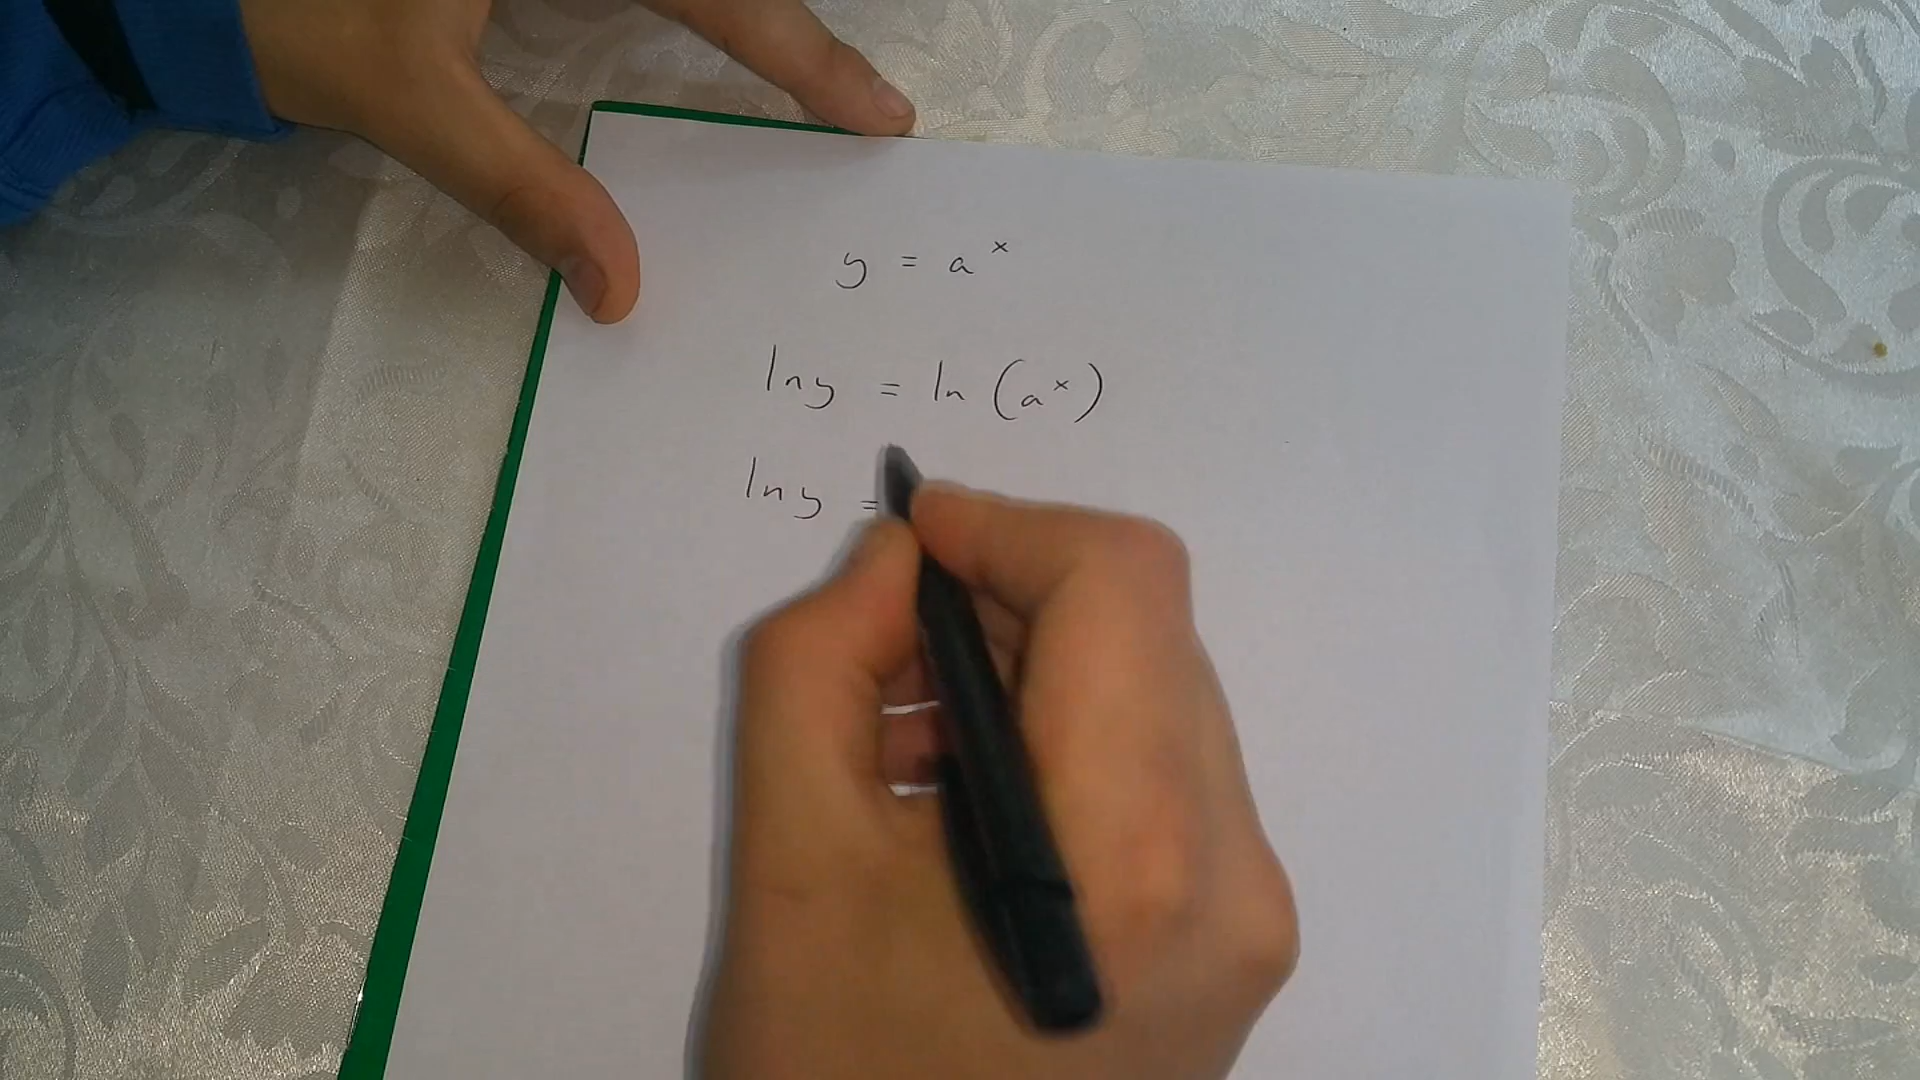 y = a^x
ln y = ln (a^x)
ln y =